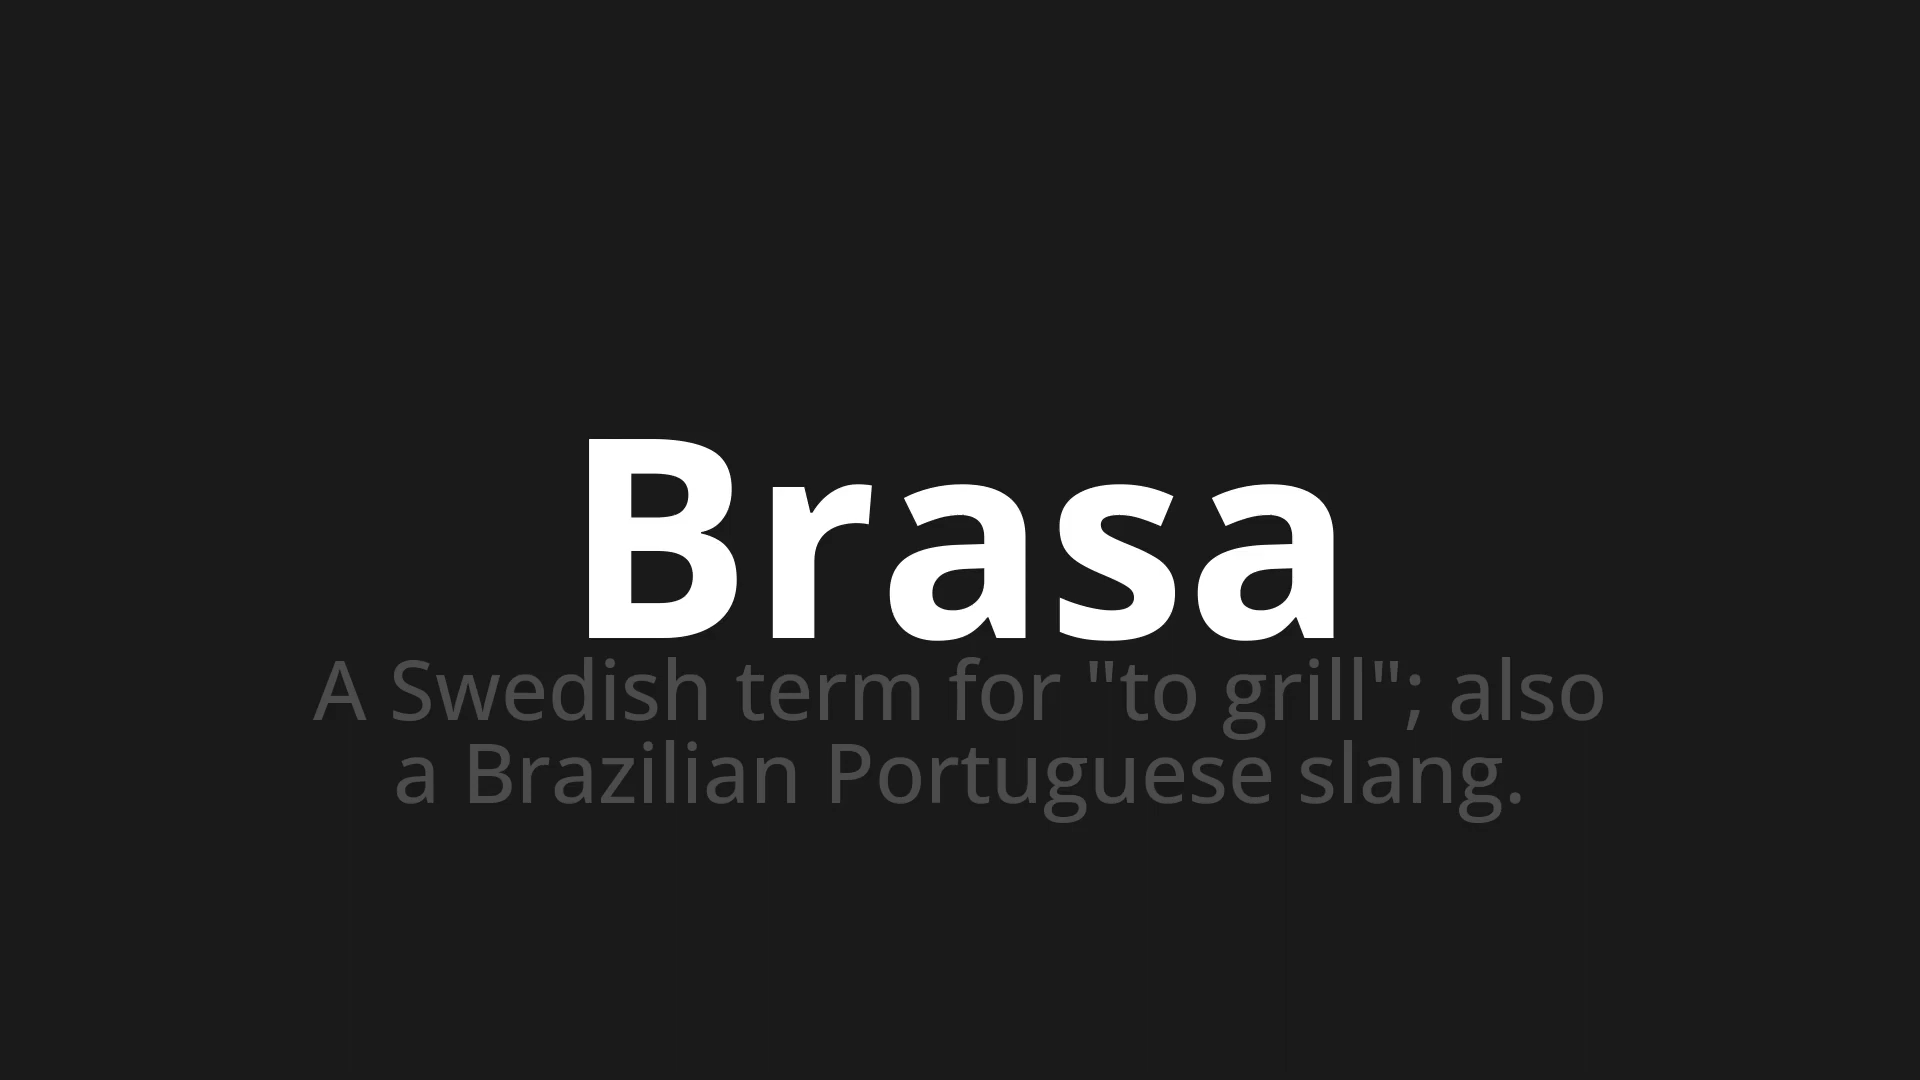 Brasa
A Swedish term for "to grill"; also
a Brazilian Portuguese slang.